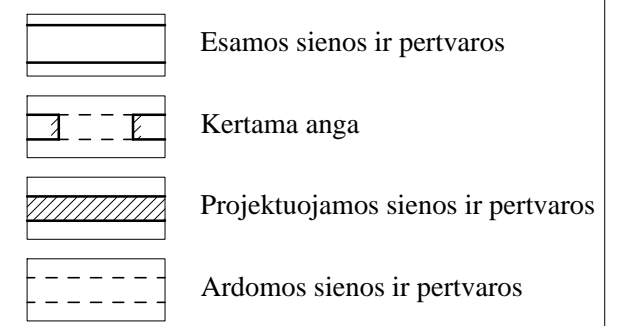 Esamos sienos ir pertvaros
Kertama anga
Projektuojamos sienos ir pertvaros
Ardomos sienos ir pertvaros